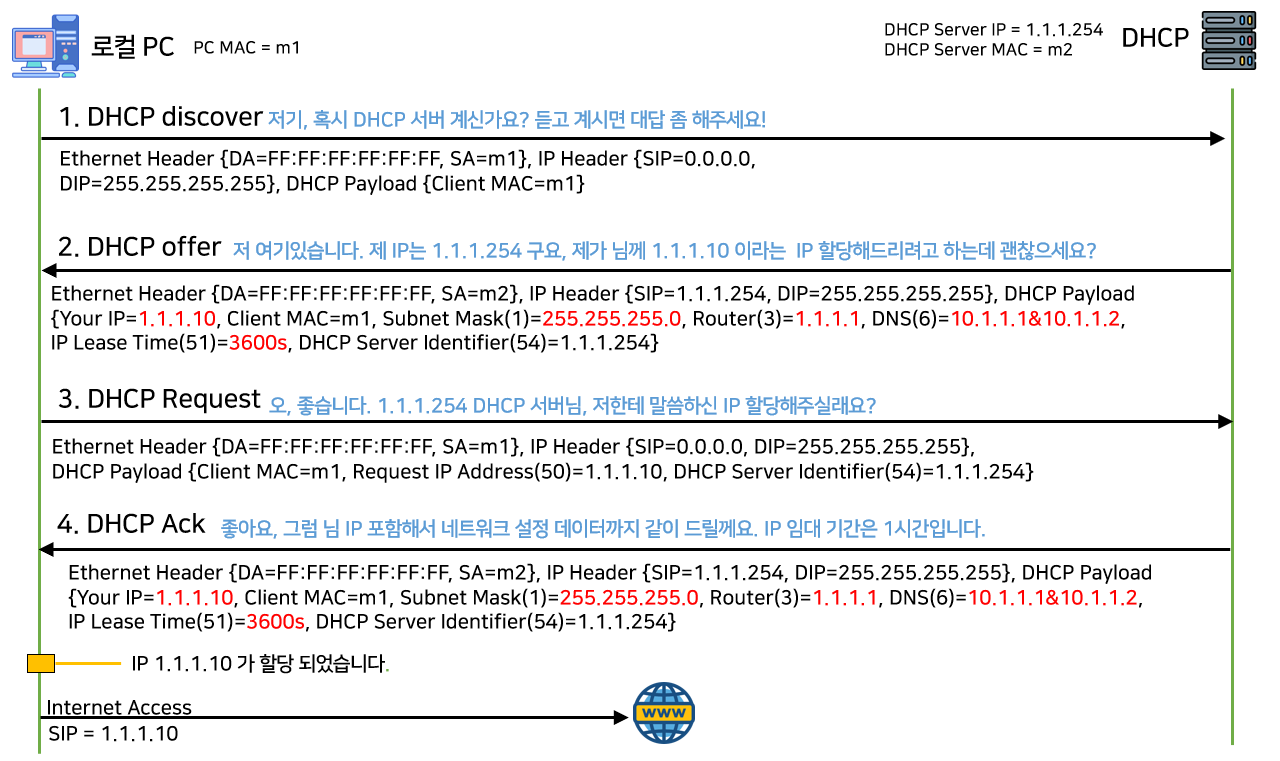 로컬 PC
PC MAC = m1
DHCP Server IP = 1.1.1.254
DHCP Server MAC = m2
DHCP
1. DHCP discover 저기, 혹시 DHCP 서버 계신가요? 듣고 계시면 대답 좀 해주세요!
Ethernet Header {DA=FF:FF:FF:FF:FF:FF, SA=m1}, IP Header {SIP=0.0.0.0,
DIP=255.255.255.255}, DHCP Payload {Client MAC=m1}
2. DHCP offer 저 여기있습니다. 제 IP는 1.1.1.254 구요, 제가 님께 1.1.1.10 이라는 IP 할당해드리려고 하는데 괜찮으세요?
Ethernet Header {DA=FF:FF:FF:FF:FF:FF, SA=m2}, IP Header {SIP=1.1.1.254, DIP=255.255.255.255}, DHCP Payload
{Your IP=1.1.1.10, Client MAC=m1, Subnet Mask(1)=255.255.255.0, Router(3)=1.1.1.1, DNS(6)=10.1.1.1&10.1.1.2,
IP Lease Time(51)=3600s, DHCP Server Identifier(54)=1.1.1.254}
3. DHCP Request 오, 좋습니다. 1.1.1.254 DHCP 서버님, 저한테 말씀하신 IP 할당해주실래요?
Ethernet Header {DA=FF:FF:FF:FF:FF:FF, SA=m1}, IP Header {SIP=0.0.0.0, DIP=255.255.255.255},
DHCP Payload {Client MAC=m1, Request IP Address(50)=1.1.1.10, DHCP Server Identifier(54)=1.1.1.254}
4. DHCP Ack 좋아요, 그럼 님 IP 포함해서 네트워크 설정 데이터까지 같이 드릴께요. IP 임대 기간은 1시간입니다.
Ethernet Header {DA=FF:FF:FF:FF:FF:FF, SA=m2}, IP Header {SIP=1.1.1.254, DIP=255.255.255.255}, DHCP Payload
{Your IP=1.1.1.10, Client MAC=m1, Subnet Mask(1)=255.255.255.0, Router(3)=1.1.1.1, DNS(6)=10.1.1.1&10.1.1.2,
IP Lease Time(51)=3600s, DHCP Server Identifier(54)=1.1.1.254}
IP 1.1.1.10 가 할당 되었습니다.
Internet Access
SIP = 1.1.1.10
WWW